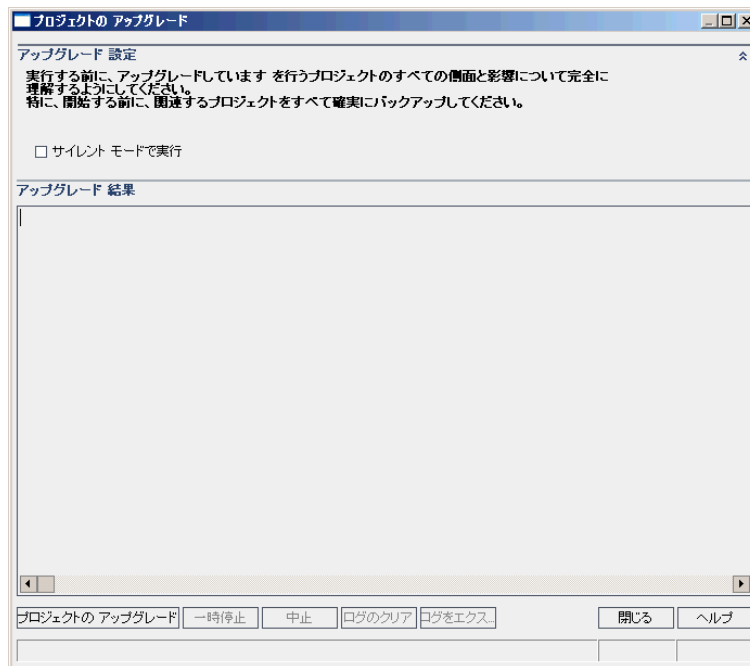 プロジェクトの アップグレード
アップグレード 設定
実行する前に、アップグレードしています を行うプロジェクトのすべての側面と影響について完全に
理解するようにしてください。
特に、開始する前に、関連するプロジェクトをすべて確実にバックアップしてください。
サイレント モードで実行
アップグレード 結果
プロジェクトの アップグレード 一時停止 中止 ログのクリア ログをエクス... 閉じる ヘルプ